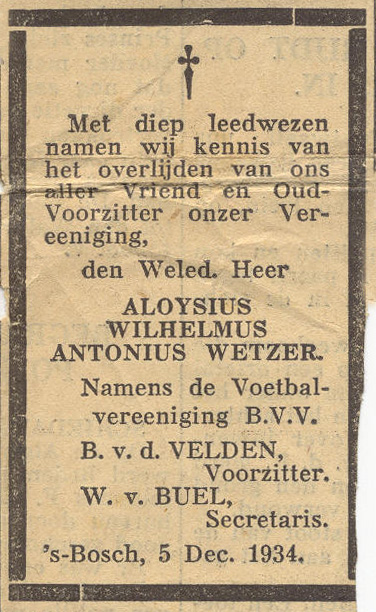 Met diep leedwezen
namen wij kennis van
het overlijden van ons
aller Vriend en Oud-
Voorzitter onzer Ver-
eeniging,
den Weled. Heer
ALOYSIUS
WILHELMUS
ANTONIUS WETZER.
Namens de Voetbal-
vereeniging B.V.V.
B. v. d. VELDEN,
Voorzitter.
W. v. BUEL,
Secretaris.
's-Bosch, 5 Dec. 1934.